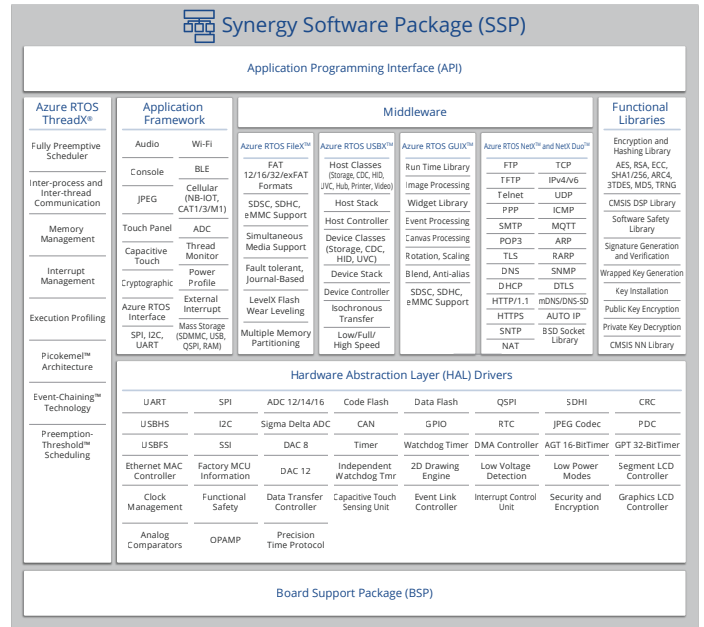 Synergy Software Package (SSP)
Application Programming Interface (API)
Azure RTOS
ThreadX®
Fully Preemptive
Scheduler
Inter-process and
Inter-thread
Communication
Memory
Management
Interrupt
Management
Execution Profiling
Picokernel™
Architecture
Event-Chaining™
Technology
Preemption-
Threshold™
Scheduling
Application
Framework
Audio
Console
JPEG
Touch Panel
Capacitive
Touch
Cryptographic
Azure RTOS
Interface
SPI, I2C,
UART
Wi-Fi
BLE
Cellular
(NB-IOT,
CAT1/3/M1)
ADC
Thread
Monitor
Power
Profile
External
Interrupt
Mass Storage
(SDMMC, USB,
QSPI, RAM)
Middleware
Azure RTOS FileX™
FAT
12/16/32/exFAT
Formats
SDSC, SDHC,
eMMC Support
Simultaneous
Media Support
Fault tolerant,
Journal-Based
LevelX Flash
Wear Leveling
Multiple Memory
Partitioning
Azure RTOS USBX™
Host Classes
(Storage, CDC, HID,
UVC, Hub, Printer, Video)
Host Stack
Host Controller
Device Classes
(Storage, CDC,
HID, UVC)
Device Stack
Device Controller
Isochronous
Transfer
Low/Full/
High Speed
Azure RTOS GUIX™
Run Time Library
Image Processing
Widget Library
Event Processing
Canvas Processing
Rotation, Scaling
Blend, Anti-alias
SDSC, SDHC,
eMMC Support
Azure RTOS NetX™ and NetX Duo™
FTP
TFTP
Telnet
PPP
SMTP
POP3
TLS
DNS
DHCP
HTTP/1.1
HTTPS
SNTP
NAT
TCP
IPv4/v6
UDP
ICMP
MQTT
ARP
RARP
SNMP
DTLS
mDNS/DNS-SD
AUTO IP
BSD Socket
Library
Functional
Libraries
Encryption and
Hashing Library
AES, RSA, ECC,
SHA1/256, ARC4,
3TDES, MD5, TRNG
CMSIS DSP Library
Software Safety
Library
Signature Generation
and Verification
Wrapped Key Generation
Key Installation
Public Key Encryption
Private Key Decryption
CMSIS NN Library
Hardware Abstraction Layer (HAL) Drivers
UART SPI ADC 12/14/16 Code Flash Data Flash QSPI SDHI CRC
USBHS I2C Sigma Delta ADC CAN GPIO RTC JPEG Codec PDC
USBFS SSI DAC 8 Timer Watchdog Timer DMA Controller AGT 16-BitTimer GPT 32-BitTimer
Ethernet MAC
Controller
Factory MCU
Information
DAC 12
Independent
Watchdog Tmr
2D Drawing
Engine
Low Voltage
Detection
Low Power
Modes
Segment LCD
Controller
Clock
Management
Functional
Safety
Data Transfer
Controller
Capacitive Touch
Sensing Unit
Event Link
Controller
Interrupt Control
Unit
Security and
Encryption
Graphics LCD
Controller
Analog
Comparators
OPAMP
Precision
Time Protocol
Board Support Package (BSP)